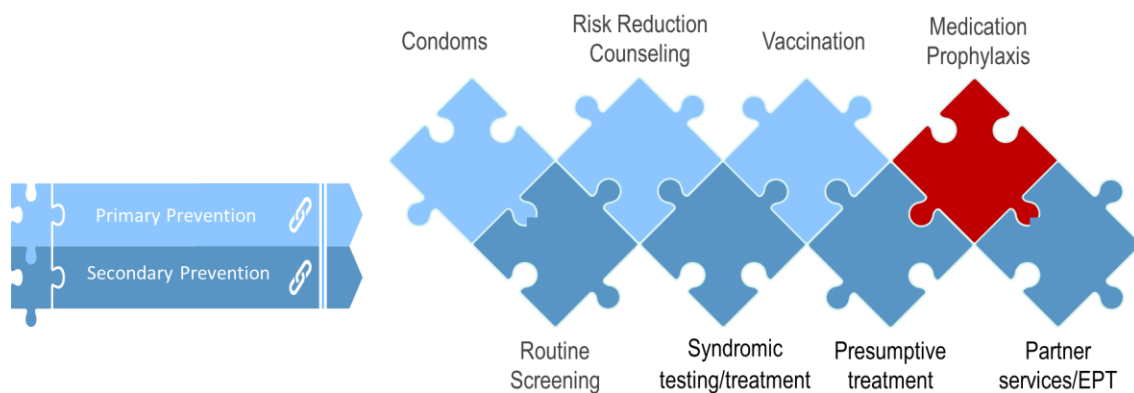 Condoms
Risk Reduction
Counseling
Vaccination
Medication
Prophylaxis
Primary Prevention
Secondary Prevention
Routine
Screening
Syndromic
testing/treatment
Presumptive
treatment
Partner
services/EPT